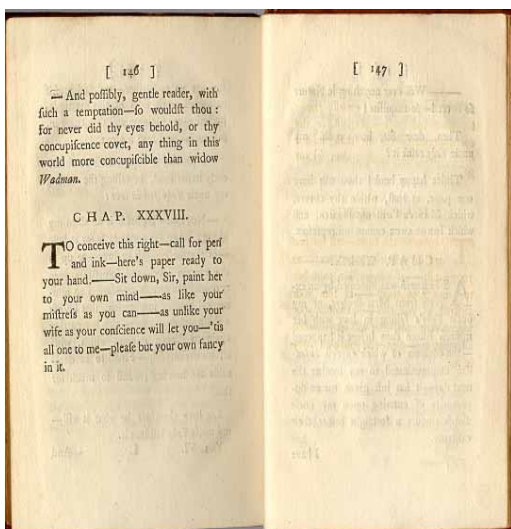 [ 146 ]
— And poſſibly, gentle reader, with
ſuch a temptation—ſo wouldſt thou :
For never did thy eyes behold, or thy
concupiſcence covet, any thing in this
world more concupiſcible than widow
Wadman.
CHAP. XXXVIII.
TO conceive this right—call for pen
and ink—here's paper ready to
your hand.——Sit down, Sir, paint her
to your own mind——as like your
miſtreſs as you can——as unlike your
wife as your conſcience will let you—'tis
all one to me—pleaſe but your own fancy
in it.
[ 147 ]